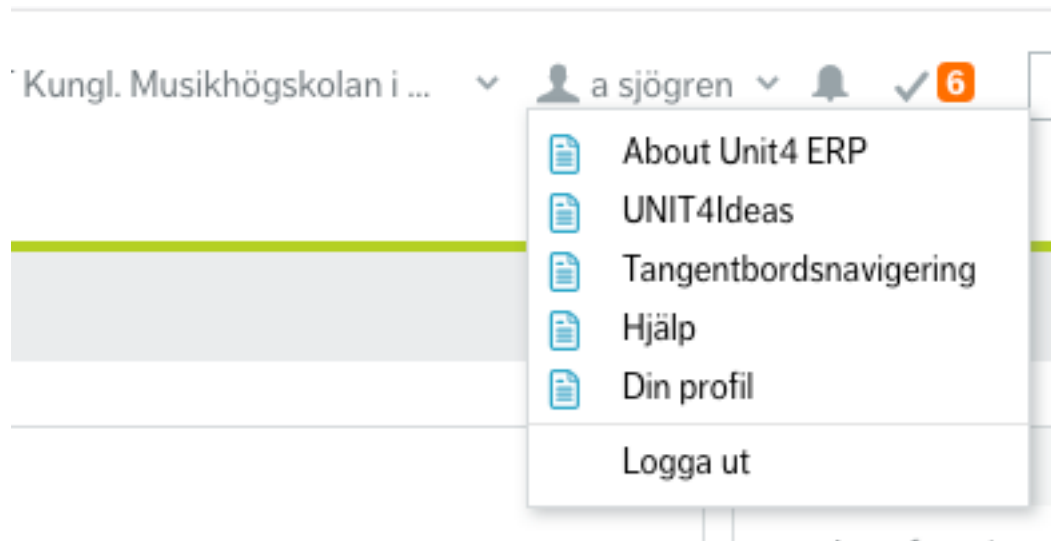 Kungl. Musikhögskolan i ... a sjögren 6
About Unit4 ERP
UNIT4Ideas
Tangentbordsnavigering
Hjälp
Din profil
Logga ut